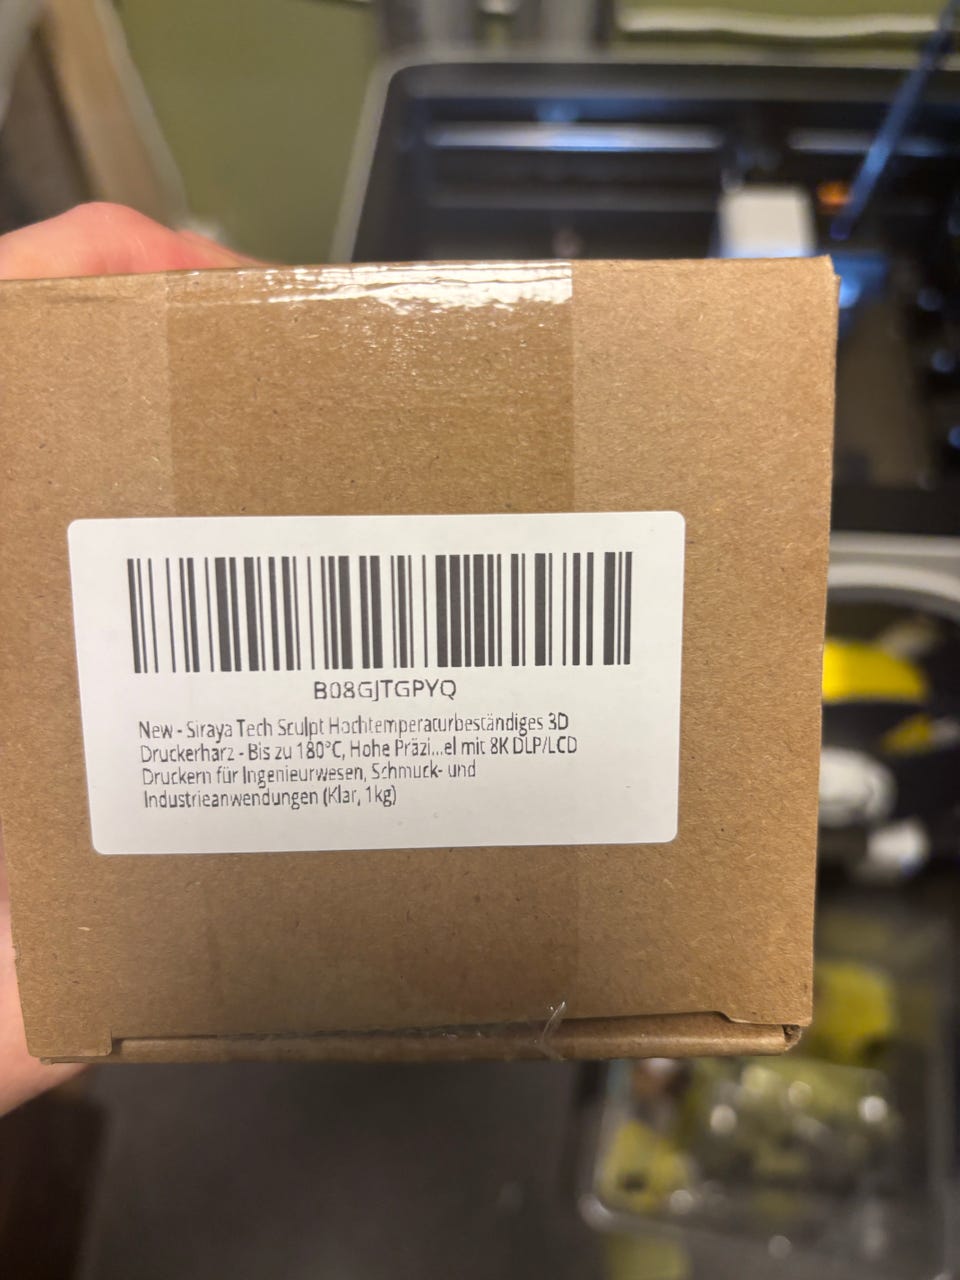 B08GJTGPYQ
New - Siraya Tech Sculpt Hochtemperaturbeständiges 3D
Druckerharz - Bis zu 180°C, Hohe Präzi...el mit 8K DLP/LCD
Druckern für Ingenieurwesen, Schmuck- und
Industrieanwendungen (Klar, 1kg)